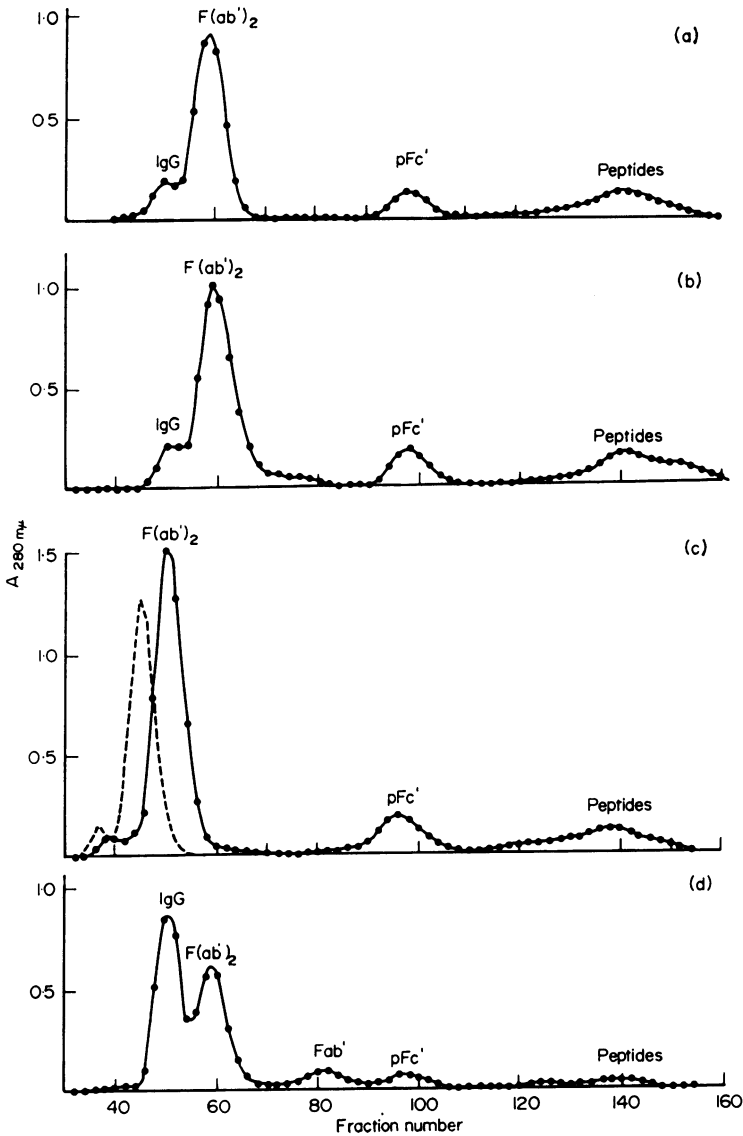 1·0
F(ab')2
(a)
0·5
IgG
pFc'
Peptides
F(ab')2
(b)
1·0
0·5
IgG
pFc'
Peptides
A 280 mμ
F(ab')2
(c)
1·5
1·0
0·5
pFc'
Peptides
(d)
1·0
IgG
F(ab')2
0·5
Fab'
pFc'
Peptides
40 60 80 100 120 140 160
Fraction number